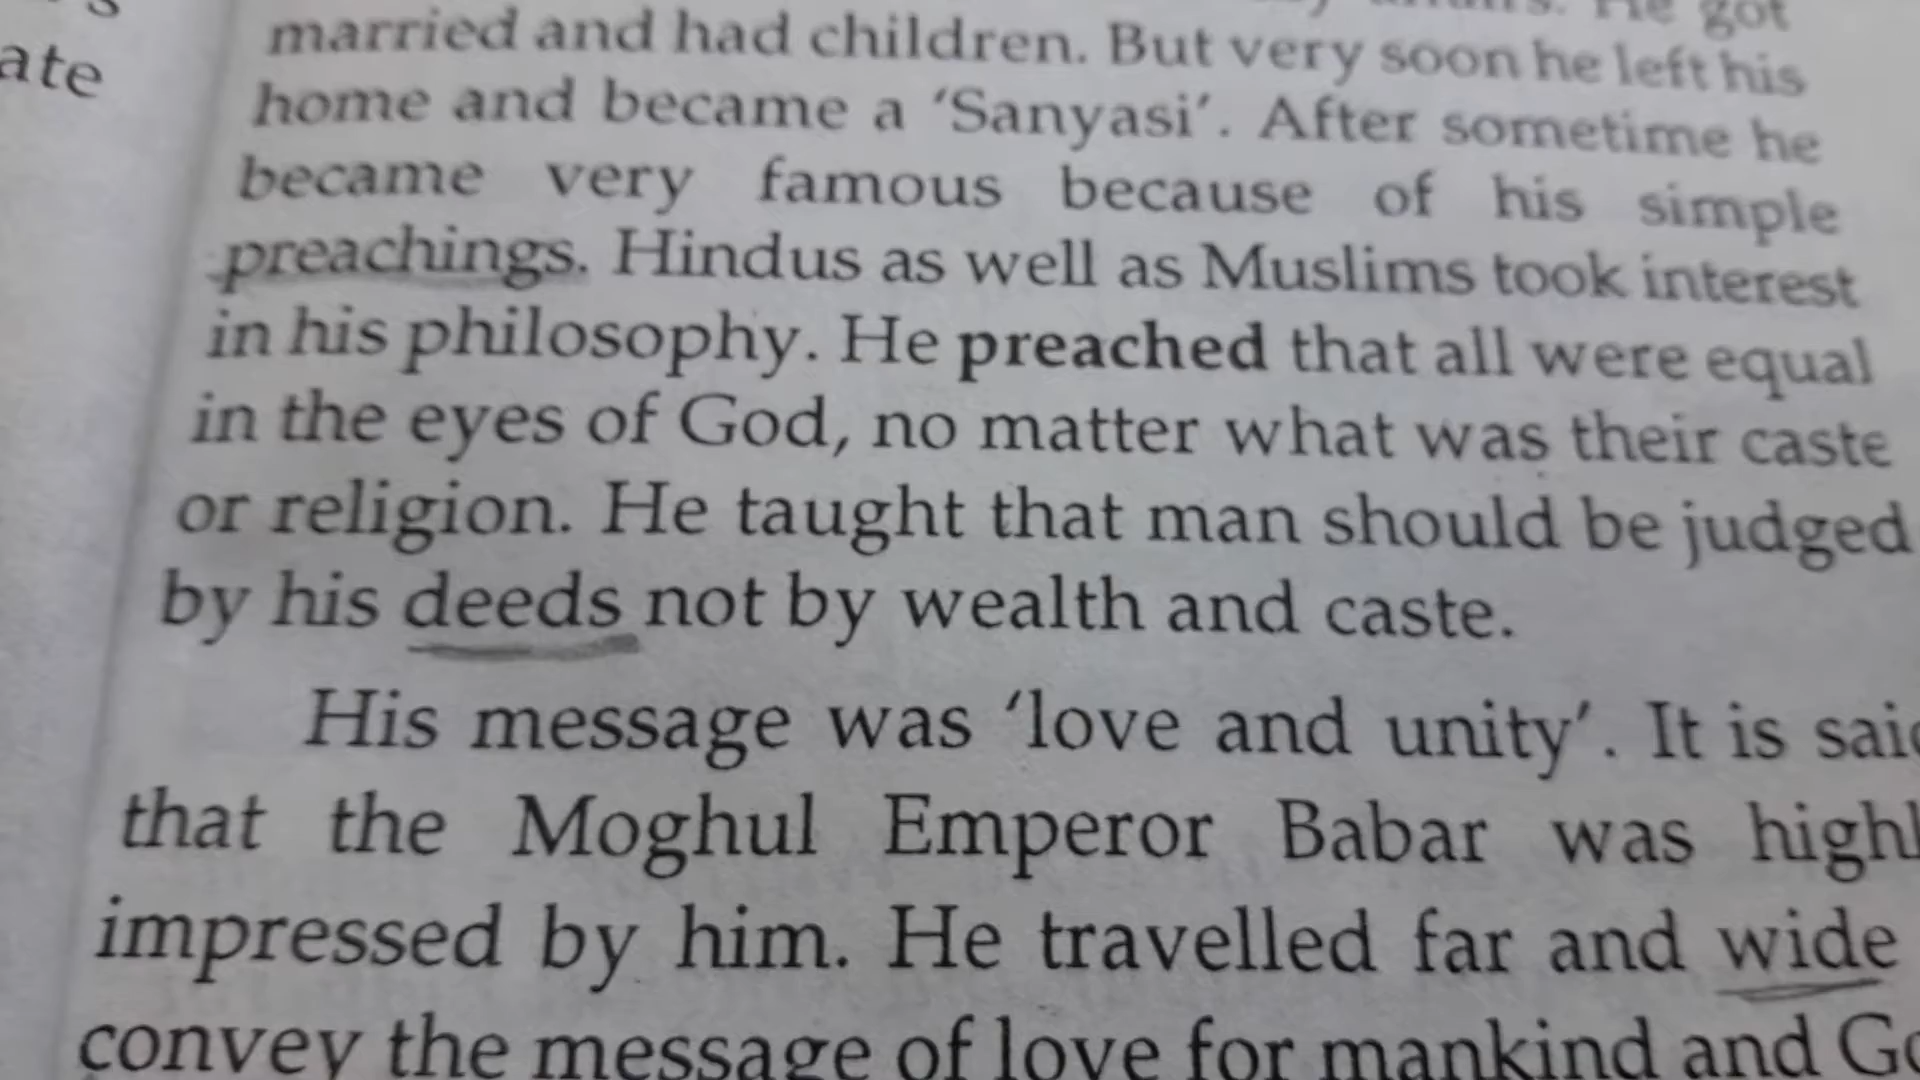 ate
He got
married and had children. But very soon he left his
home and became a ‘Sanyasi’. After sometime he
became very famous because of his simple
preachings. Hindus as well as Muslims took interest
in his philosophy. He preached that all were equal
in the eyes of God, no matter what was their caste
or religion. He taught that man should be judged
by his deeds not by wealth and caste.
His message was ‘love and unity’. It is said
that the Moghul Emperor Babar was highl
impressed by him. He travelled far and wide
convey the message of love for mankind and Go